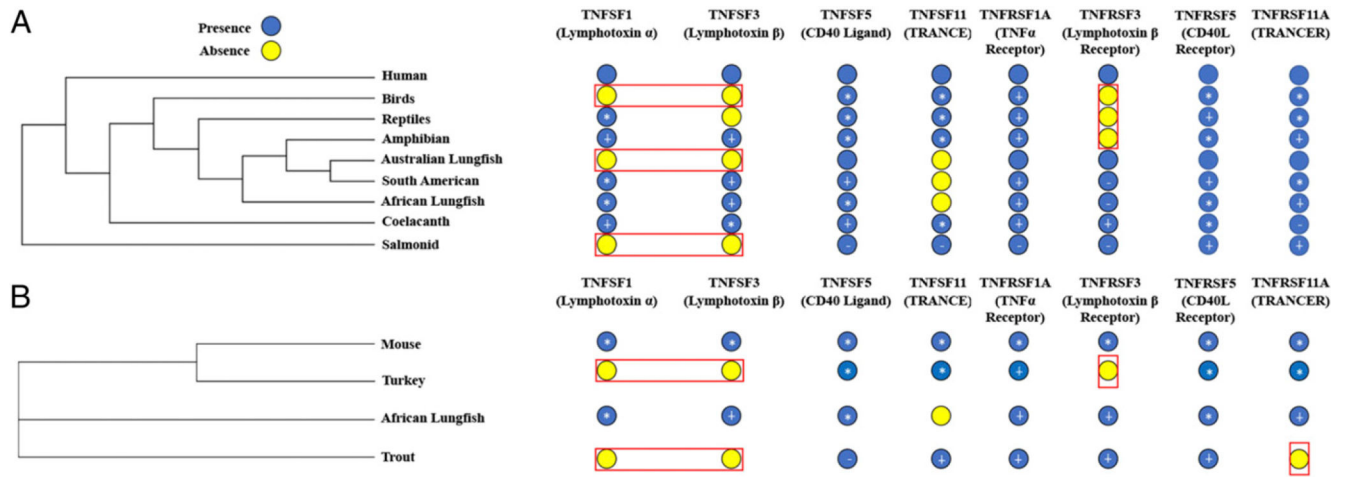 A
Presence
Absence
TNFSF1 TNFSF3 TNFSF5 TNFSF11 TNFRSF1A TNFRSF3 TNFRSF5 TNFRSF11A
(Lymphotoxin α) (Lymphotoxin β) (CD40 Ligand) (TRANCE) (TNFα (Lymphotoxin β (CD40L (TRANCER)
Receptor) Receptor) Receptor)
Human
Birds * * + * *
Reptiles * * * + + *
Amphibian + + * * + * *
Australian Lungfish
South American * + + + - + *
African Lungfish * + * + - * +
Coelacanth + * + * + + * -
Salmonid - - - - + +
B
TNFSF1 TNFSF3 TNFSF5 TNFSF11 TNFRSF1A TNFRSF3 TNFRSF5 TNFRSF11A
(Lymphotoxin α) (Lymphotoxin β) (CD40 Ligand) (TRANCE) (TNFα (Lymphotoxin β (CD40L (TRANCER)
Receptor) Receptor) Receptor)
Mouse * * * * * * * *
Turkey * * + * *
African Lungfish * + * + + * +
Trout - + + + +